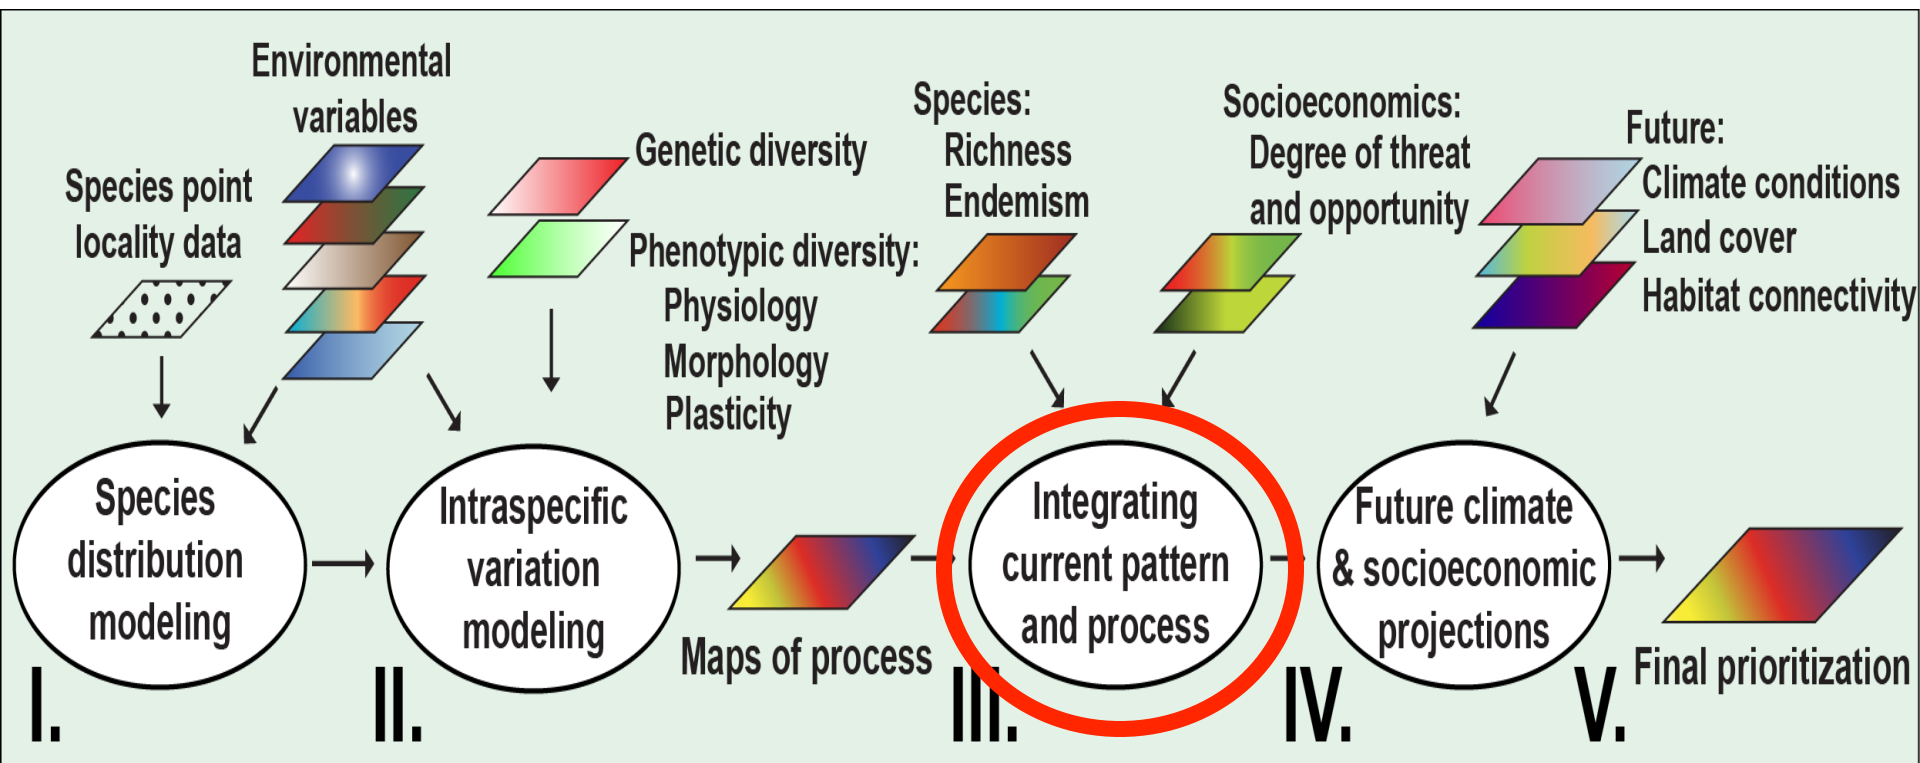 Environmental
variables
Species point
locality data
Genetic diversity
Phenotypic diversity:
Physiology
Morphology
Plasticity
Species:
Richness
Endemism
Socioeconomics:
Degree of threat
and opportunity
Future:
Climate conditions
Land cover
Habitat connectivity
Species
distribution
modeling
I.
Intraspecific
variation
modeling
II.
Maps of process
Integrating
current pattern
and process
III.
Future climate
& socioeconomic
projections
IV.
Final prioritization
V.